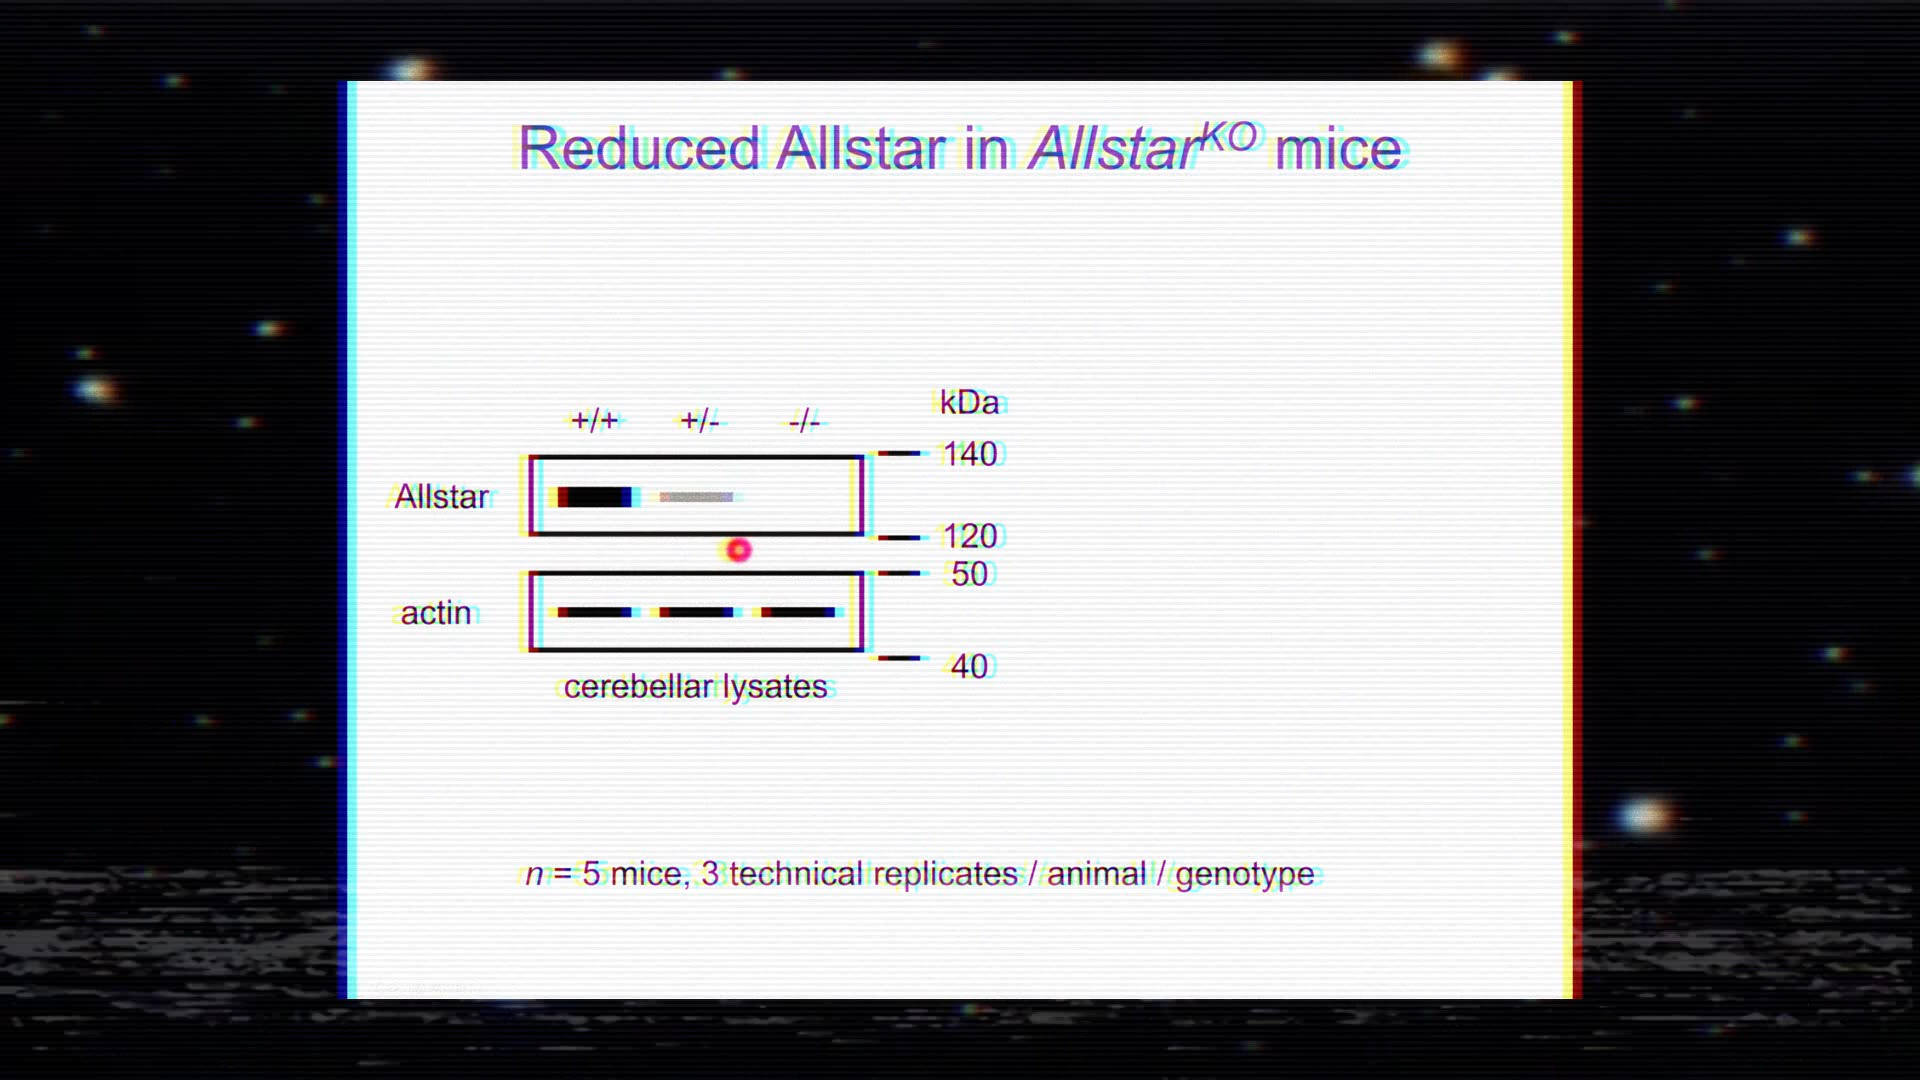 Reduced Allstar in AllstarKO mice
kDa
+/+ +/- -/-
140
Allstar
120
50
actin
40
cerebellar lysates
n = 5 mice, 3 technical replicates / animal / genotype